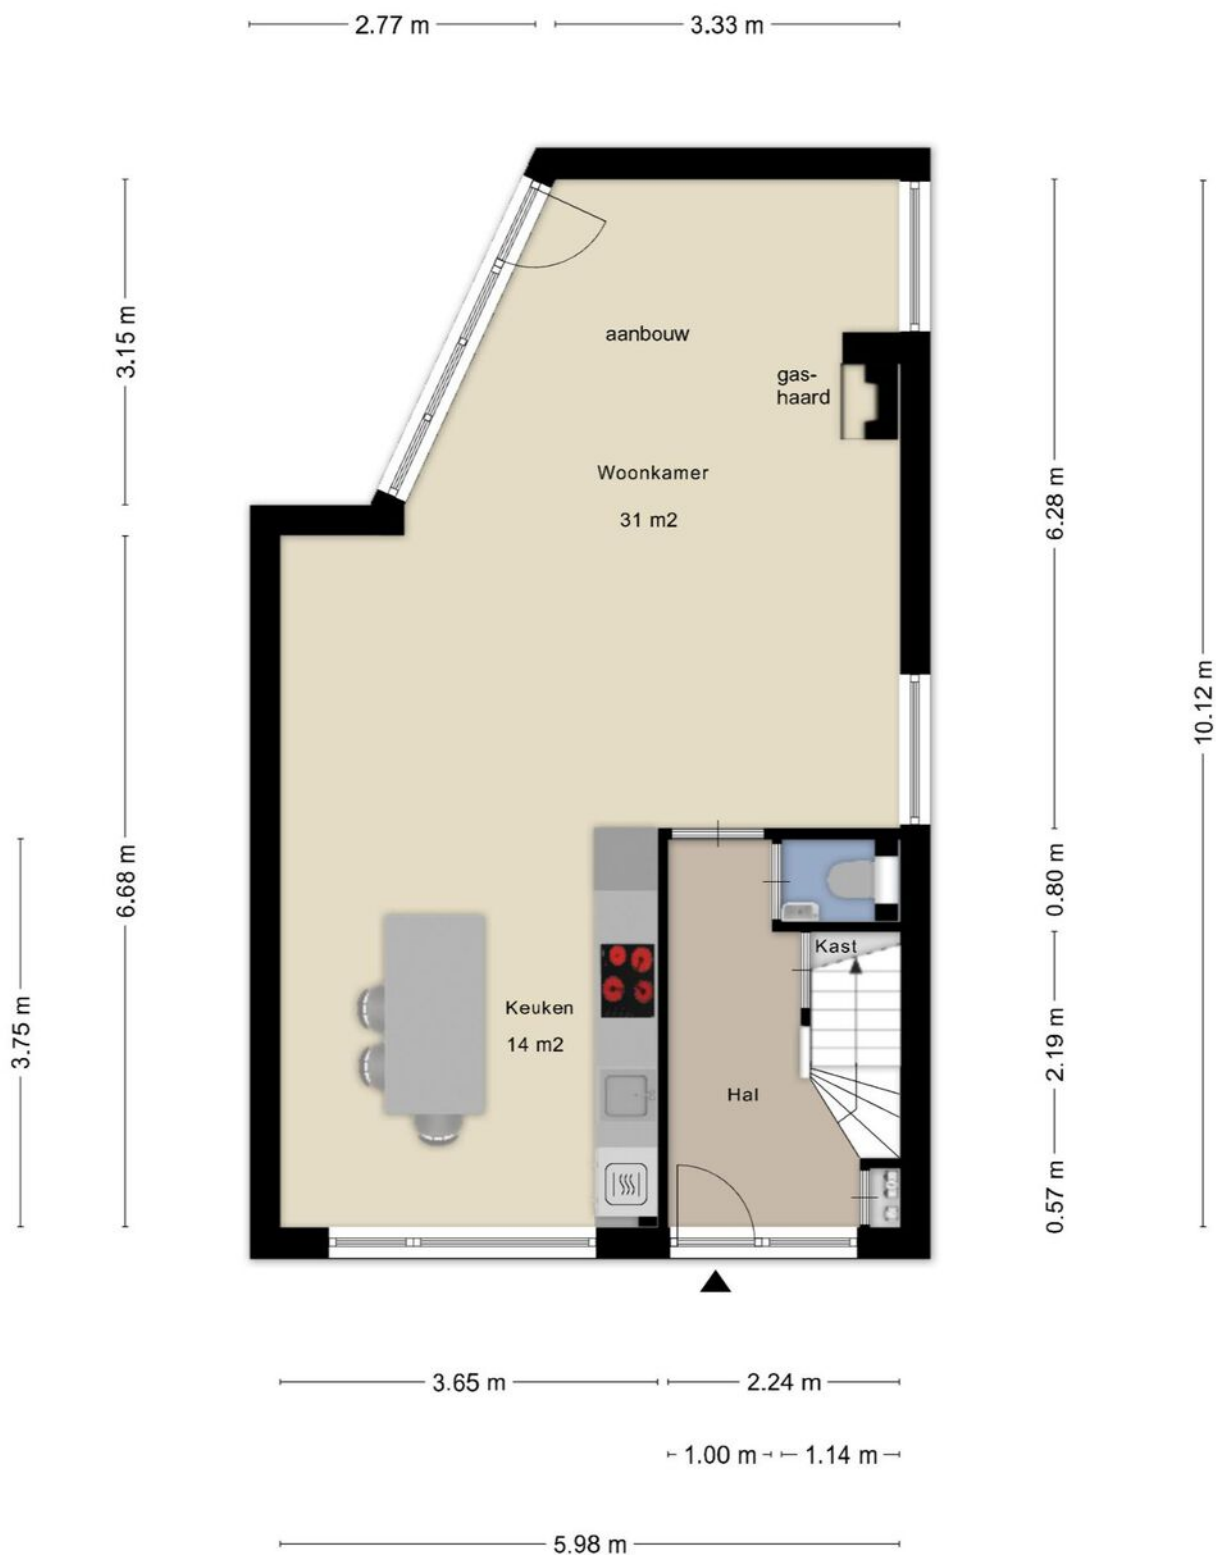 2.77 m
3.33 m
3.15 m
aanbouw
gas-
haard
Woonkamer
31 m2
6.28 m
10.12 m
6.68 m
0.80 m
Kast
Keuken
14 m2
3.75 m
2.19 m
Hal
0.57 m
3.65 m
2.24 m
1.00 m
1.14 m
5.98 m